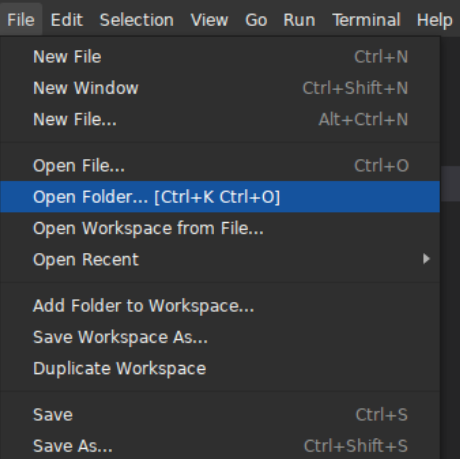 File Edit Selection View Go Run Terminal Help
New File Ctrl+N
New Window Ctrl+Shift+N
New File... Alt+Ctrl+N
Open File... Ctrl+O
Open Folder... [Ctrl+K Ctrl+O]
Open Workspace from File...
Open Recent
Add Folder to Workspace...
Save Workspace As...
Duplicate Workspace
Save Ctrl+S
Save As... Ctrl+Shift+S